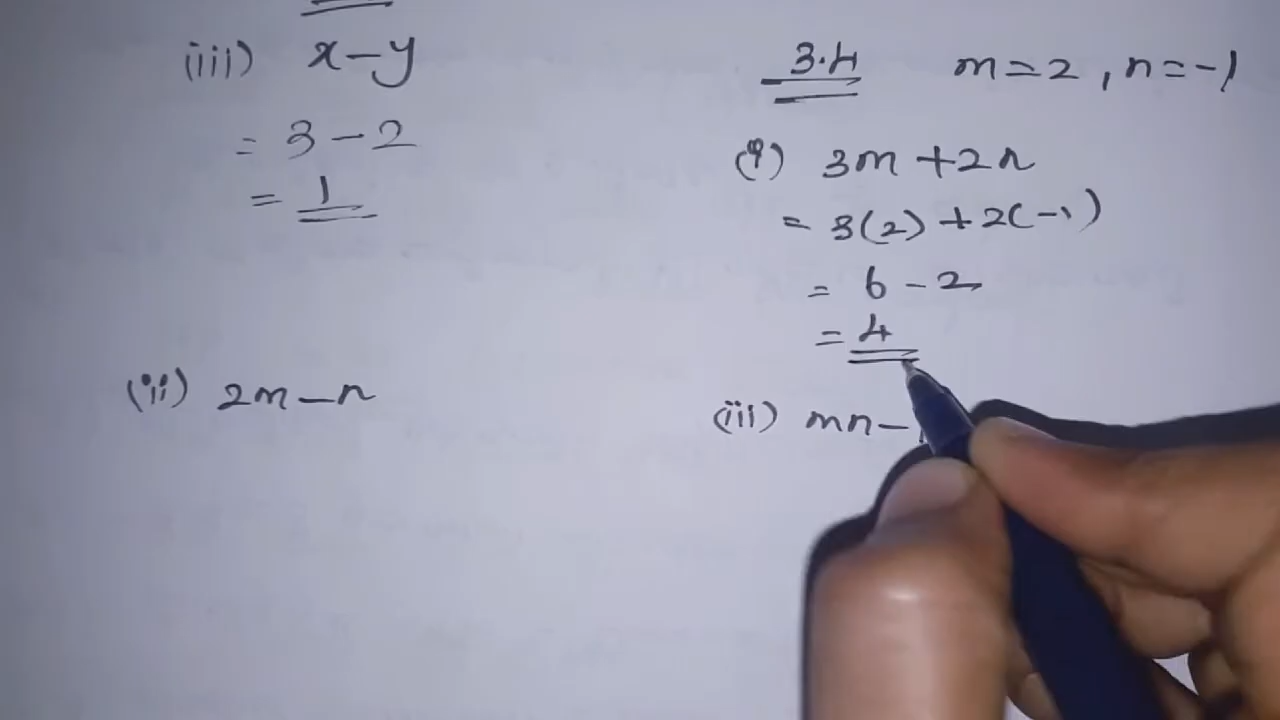 (iii) x-y
= 3-2
= 1
3.4 m=2, n=-1
(i) 3m+2n
= 3(2)+2(-1)
= 6-2
= 4
(ii) 2m-n
(iii) mn-